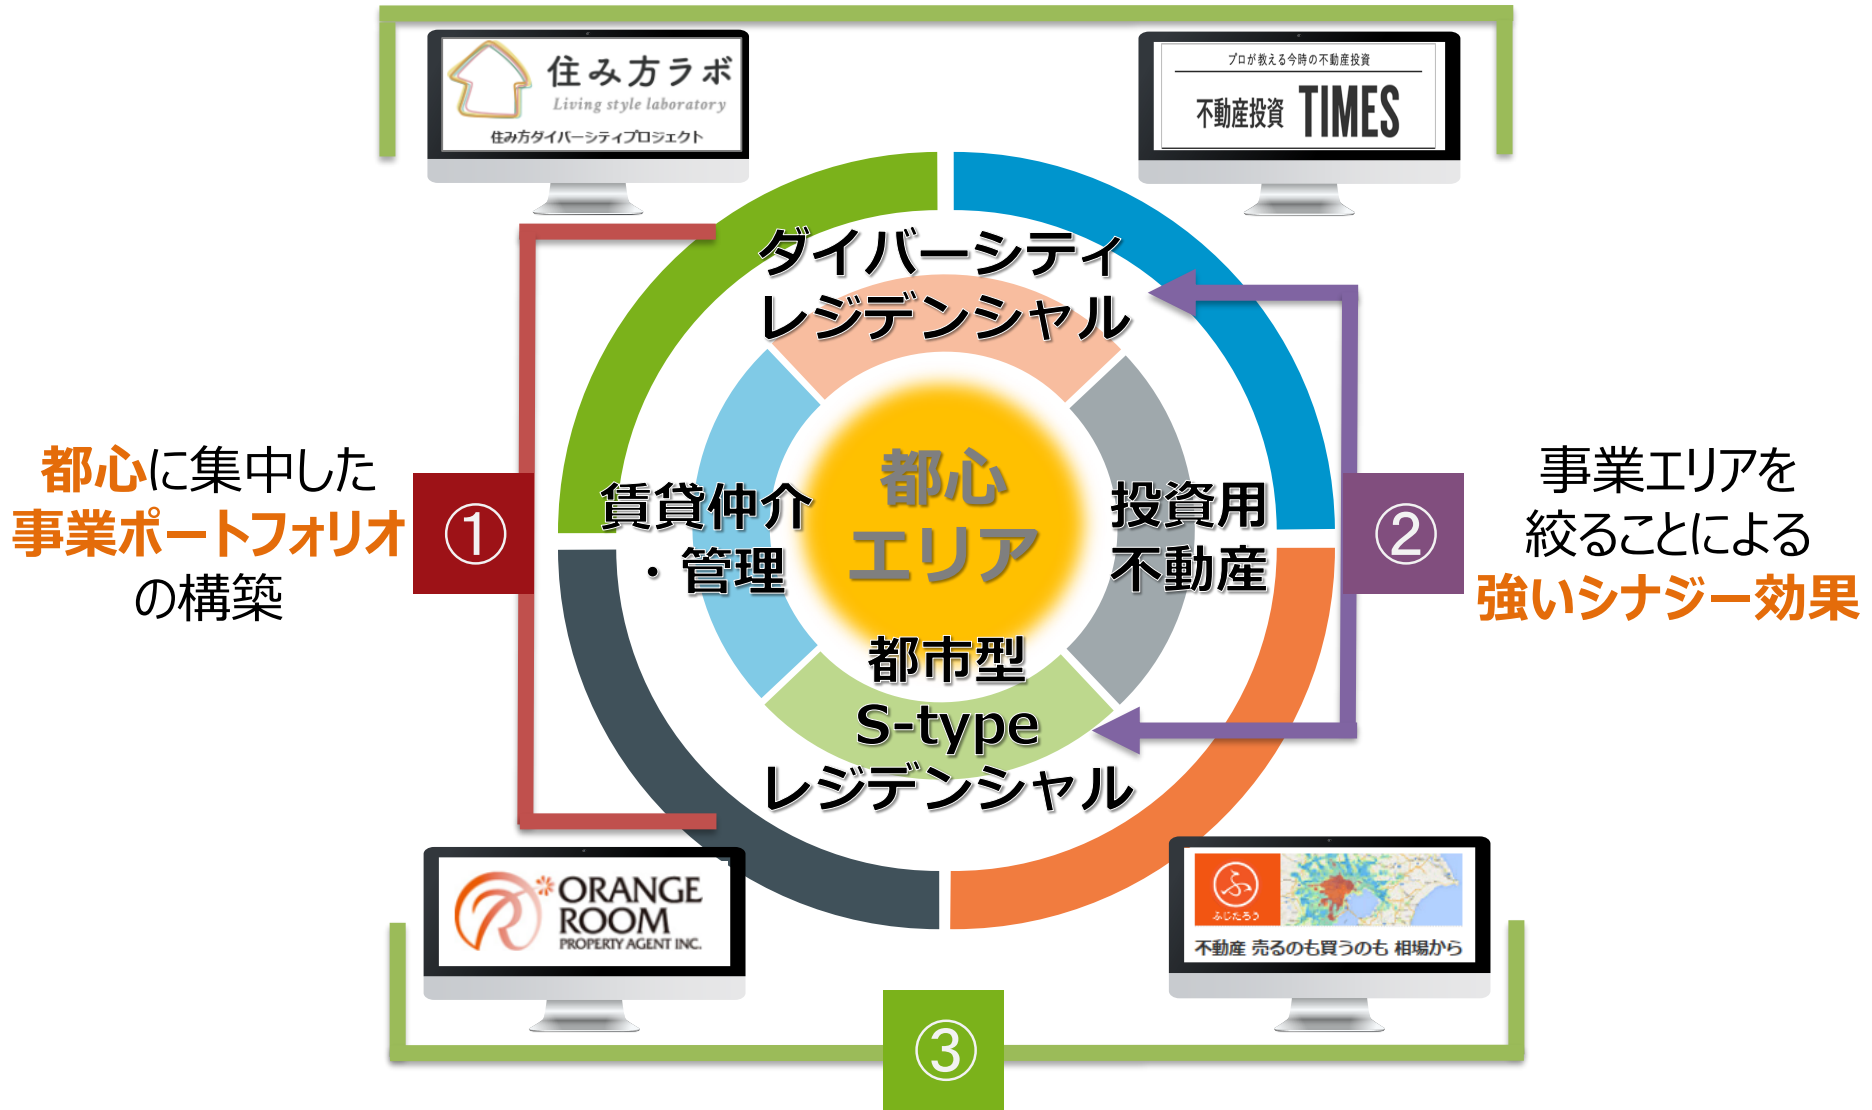 住み方ラボ
Living style laboratory
住み方ダイバーシティプロジェクト
プロが教える今時の不動産投資
不動産投資 TIMES
ダイバーシティ
レジデンシャル
都心に集中した
事業ポートフォリオ
の構築
①
賃貸仲介
・管理
都心
エリア
投資用
不動産
②
事業エリアを
絞ることによる
強いシナジー効果
都市型
S-type
レジデンシャル
ORANGE
ROOM
PROPERTY AGENT INC.
ふ
ふじたろう
不動産 売るのも買うのも 相場から
③